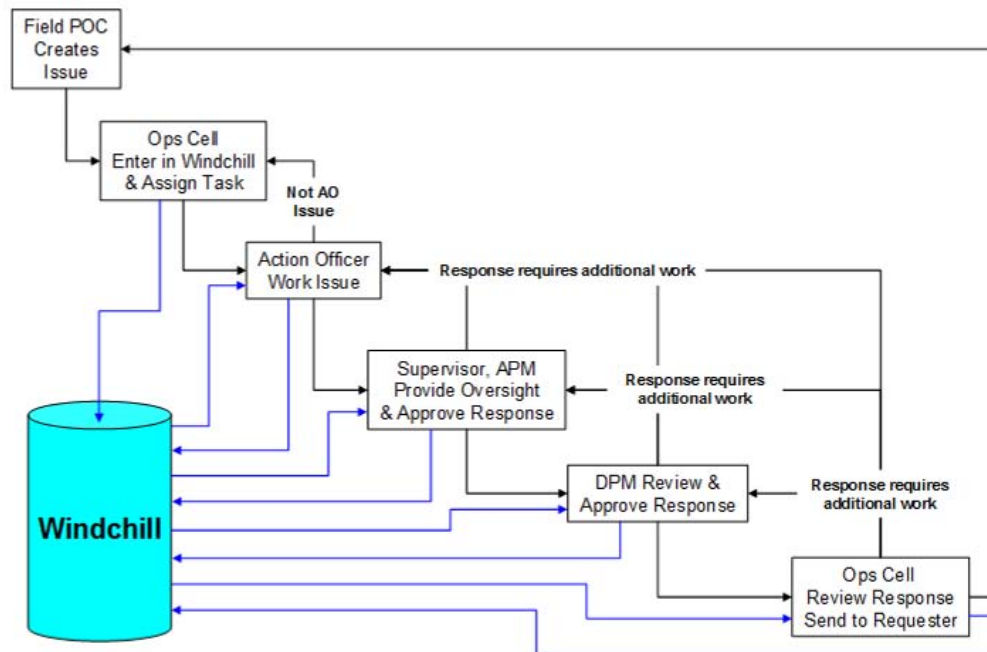 Field POC
Creates
Issue
Ops Cell
Enter in Windchill
& Assign Task
Not AO
Issue
Action Officer
Work Issue
Response requires additional work
Supervisor, APM
Provide Oversight
& Approve Response
Response requires
additional work
DPM Review &
Approve Response
Response requires
additional work
Windchill
Ops Cell
Review Response
Send to Requester